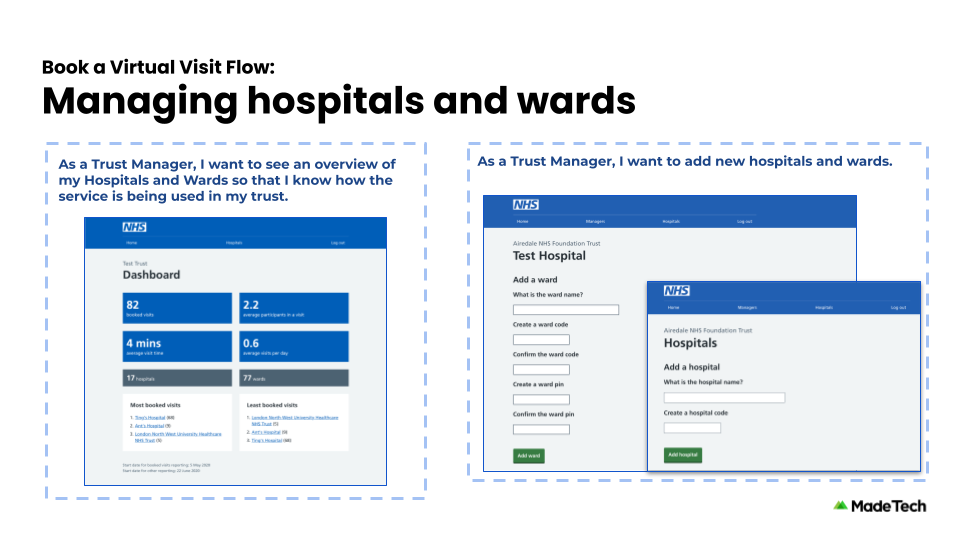 Book a Virtual Visit Flow:
Managing hospitals and wards
As a Trust Manager, I want to see an overview of
my Hospitals and Wards so that I know how the
service is being used in my trust.
NHS
Home Hospitals Log out
Test Trust
Dashboard
82
booked visits
2.2
average participants in a visit
4 mins
average visit time
0.6
average visits per day
17 hospitals
77 wards
Most booked visits
1. Tina's Hospital (68)
2. Ant's Hospital (9)
3. London North West University Healthcare
NHS Trust (5)
Least booked visits
1. London North West University Healthcare
NHS Trust (5)
2. Ant's Hospital (9)
3. Tina's Hospital (68)
Start date for booked visits reporting: 5 May 2020
Start date for other reporting: 22 June 2020
As a Trust Manager, I want to add new hospitals and wards.
NHS
Home Managers Hospitals Log out
Airedale NHS Foundation Trust
Test Hospital
Add a ward
What is the ward name?
Create a ward code
Confirm the ward code
Create a ward pin
Confirm the ward pin
Add ward
NHS
Home Managers Hospitals Log out
Airedale NHS Foundation Trust
Hospitals
Add a hospital
What is the hospital name?
Create a hospital code
Add hospital
MadeTech